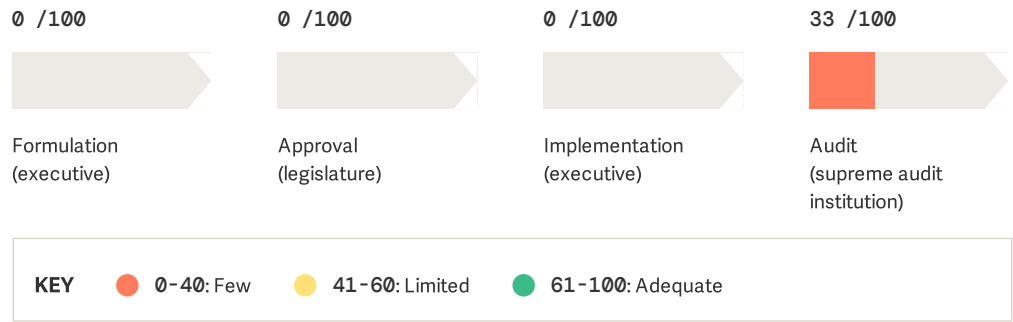 0 /100 0 /100 0 /100 33 /100
Formulation
(executive)
Approval
(legislature)
Implementation
(executive)
Audit
(supreme audit
institution)
KEY 0-40: Few 41-60: Limited 61-100: Adequate